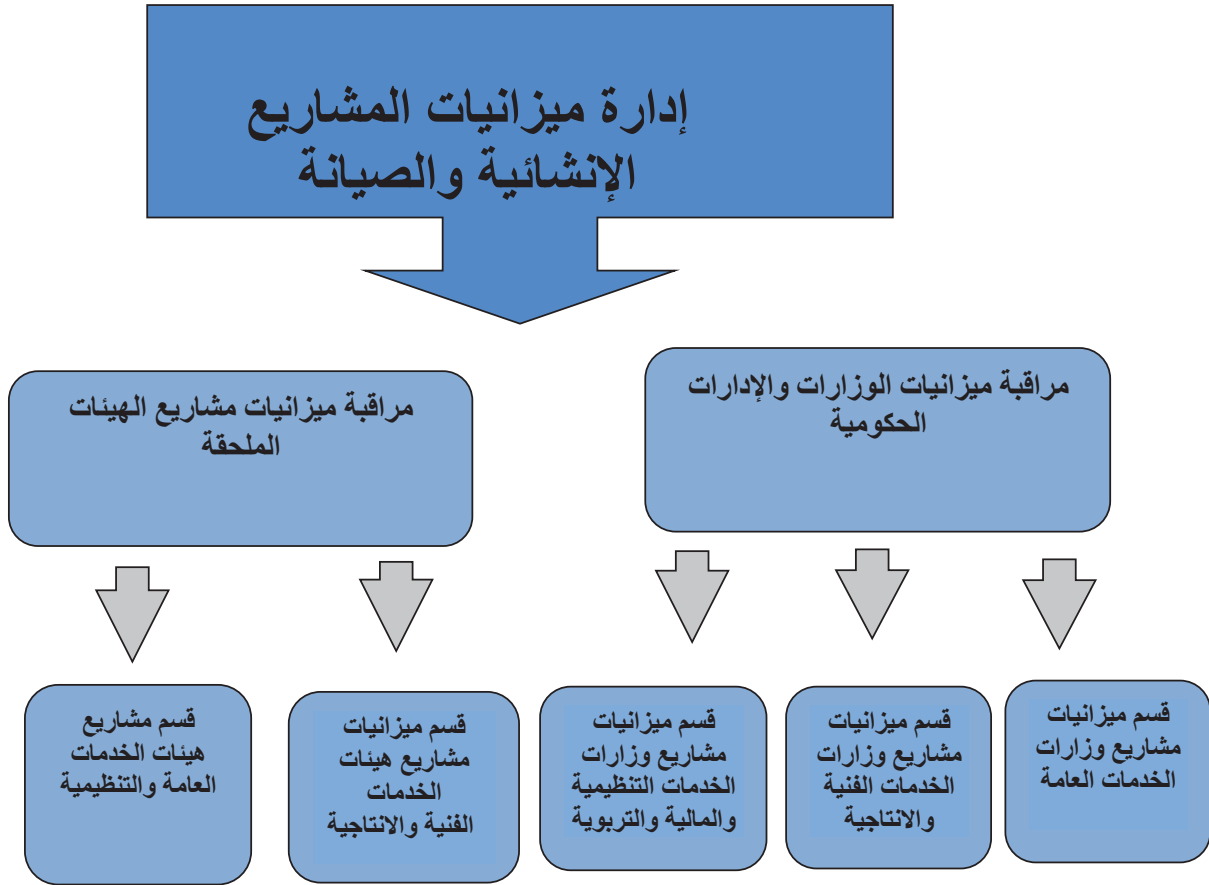 إدارة ميزانيات المشاريع
الإنشائية والصيانة
مراقبة ميزانيات الوزارات والإدارات
الحكومية
مراقبة ميزانيات مشاريع الهيئات
الملحقة
قسم ميزانيات
مشاريع وزارات
الخدمات العامة
قسم ميزانيات
مشاريع وزارات
الخدمات الفنية
والانتاجية
قسم ميزانيات
مشاريع وزارات
الخدمات التنظيمية
والمالية والتربوية
قسم ميزانيات
مشاريع هيئات
الخدمات
الفنية والانتاجية
قسم مشاريع
هيئات الخدمات
العامة والتنظيمية